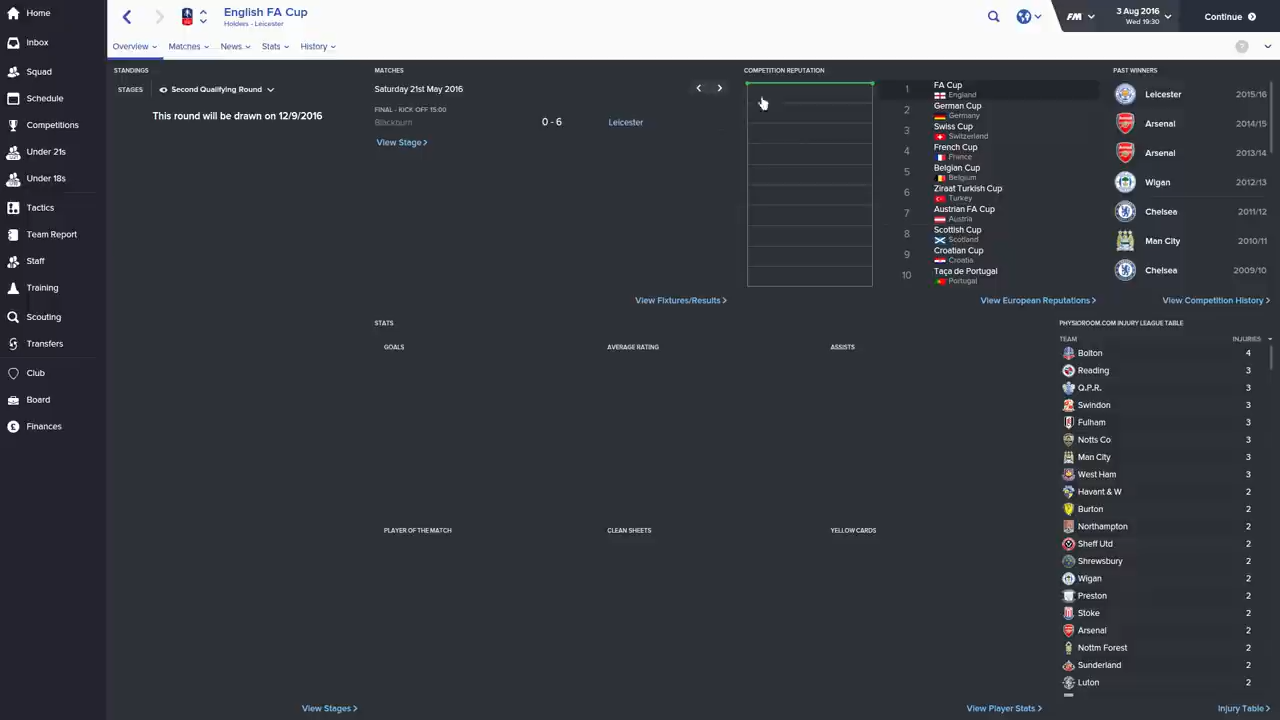 Home
Inbox
Squad
Schedule
Competitions
Under 21s
Under 18s
Tactics
Team Report
Staff
Training
Scouting
Transfers
Club
Board
Finances
English FA Cup
Holders - Leicester
FM
3 Aug 2016
Wed 19:30
Continue
Overview
Matches
News
Stats
History
?
STANDINGS
STAGES
Second Qualifying Round
This round will be drawn on 12/9/2016
MATCHES
Saturday 21st May 2016
FINAL - KICK OFF 15:00
Blackburn 0 - 6 Leicester
View Stage >
View Fixtures/Results >
COMPETITION REPUTATION
1 FA Cup
England
2 German Cup
Germany
3 Swiss Cup
Switzerland
4 French Cup
France
5 Belgian Cup
Belgium
6 Ziraat Turkish Cup
Turkey
7 Austrian FA Cup
Austria
8 Scottish Cup
Scotland
9 Croatian Cup
Croatia
10 Taça de Portugal
Portugal
View European Reputations >
PAST WINNERS
Leicester 2015/16
Arsenal 2014/15
Arsenal 2013/14
Wigan 2012/13
Chelsea 2011/12
Man City 2010/11
Chelsea 2009/10
View Competition History >
STATS
GOALS
AVERAGE RATING
ASSISTS
PLAYER OF THE MATCH
CLEAN SHEETS
YELLOW CARDS
PHYSIOROOM.COM INJURY LEAGUE TABLE
TEAM INJURIES
Bolton 4
Reading 3
Q.P.R. 3
Swindon 3
Fulham 3
Notts Co 3
Man City 3
West Ham 3
Havant & W 2
Burton 2
Northampton 2
Sheff Utd 2
Shrewsbury 2
Wigan 2
Preston 2
Stoke 2
Arsenal 2
Nottm Forest 2
Sunderland 2
Luton 2
View Stages >
View Player Stats >
Injury Table >